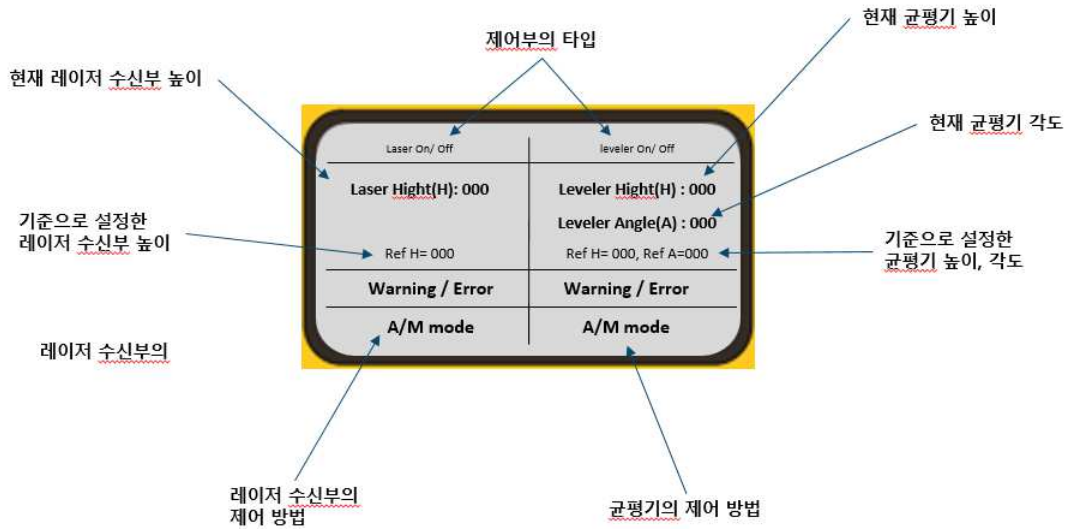 현재 균평기 높이
제어부의 타입
현재 레이저 수신부 높이
현재 균평기 각도
Laser On/ Off
leveler On/ Off
Laser Hight(H): 000
Leveler Hight(H) : 000
Leveler Angle(A) : 000
기준으로 설정한
레이저 수신부 높이
Ref H= 000
Ref H= 000, Ref A=000
기준으로 설정한
균평기 높이, 각도
Warning / Error
Warning / Error
A/M mode
A/M mode
레이저 수신부의
레이저 수신부의
제어 방법
균평기의 제어 방법